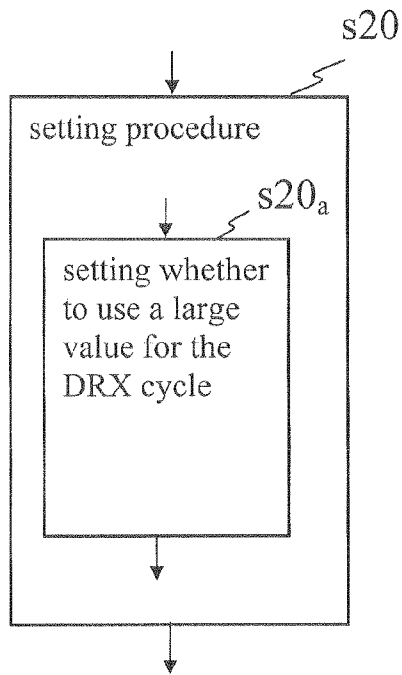 s20
setting procedure
s20a
setting whether
to use a large
value for the
DRX cycle